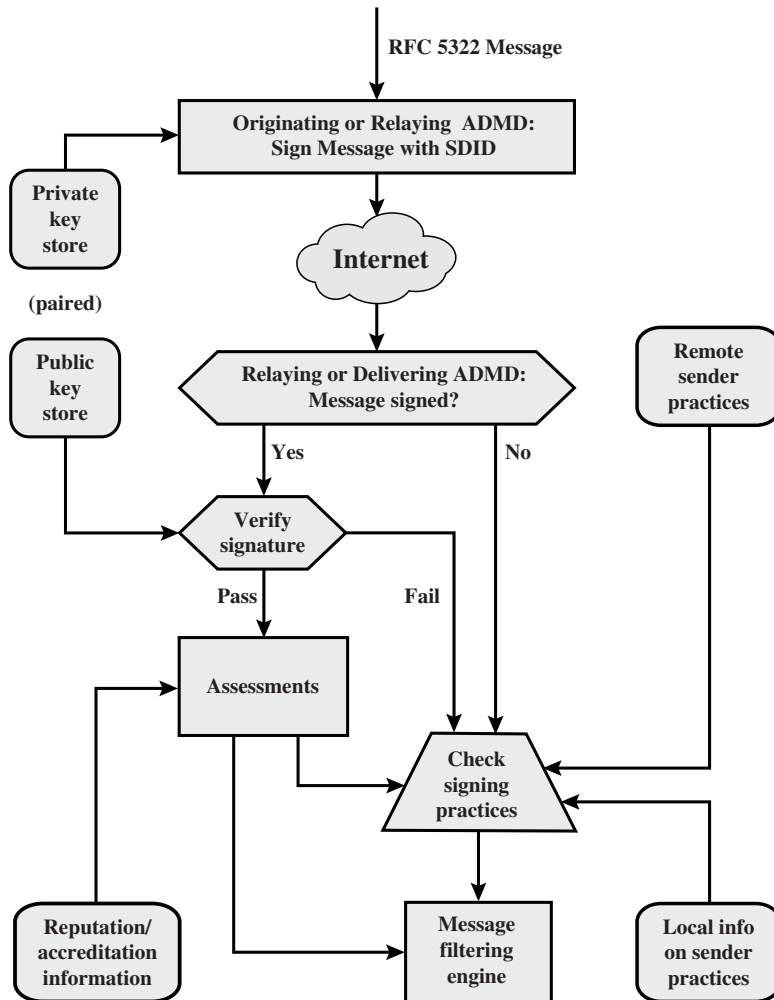 RFC 5322 Message
Originating or Relaying ADMD:
Sign Message with SDID
Private
key
store
Internet
(paired)
Public
key
store
Relaying or Delivering ADMD:
Message signed?
Remote
sender
practices
Yes
No
Verify
signature
Pass
Fail
Assessments
Check
signing
practices
Reputation/
accreditation
information
Message
filtering
engine
Local info
on sender
practices